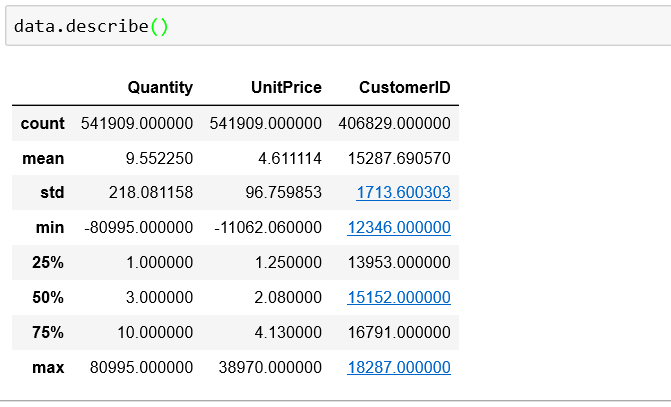 data.describe()
Quantity UnitPrice CustomerID
count 541909.000000 541909.000000 406829.000000
mean 9.552250 4.611114 15287.690570
std 218.081158 96.759853 1713.600303
min -80995.000000 -11062.060000 12346.000000
25% 1.000000 1.250000 13953.000000
50% 3.000000 2.080000 15152.000000
75% 10.000000 4.130000 16791.000000
max 80995.000000 38970.000000 18287.000000